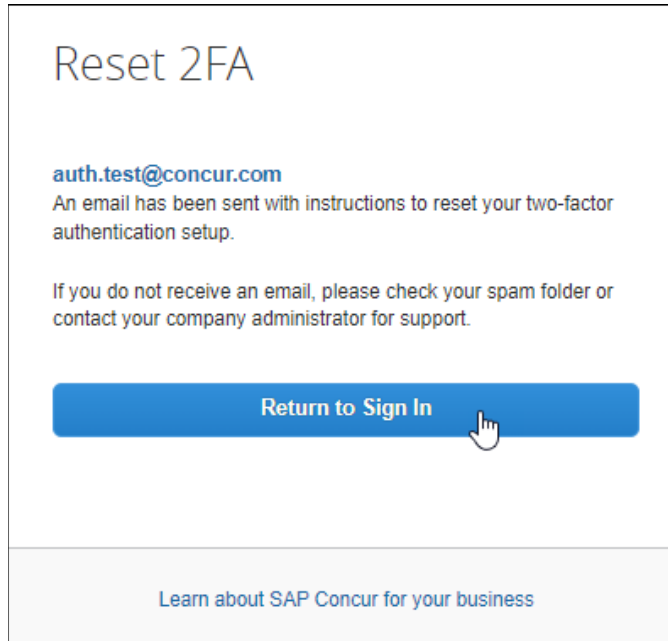 Reset 2FA
auth.test@concur.com
An email has been sent with instructions to reset your two-factor
authentication setup.
If you do not receive an email, please check your spam folder or
contact your company administrator for support.
Return to Sign In
Learn about SAP Concur for your business